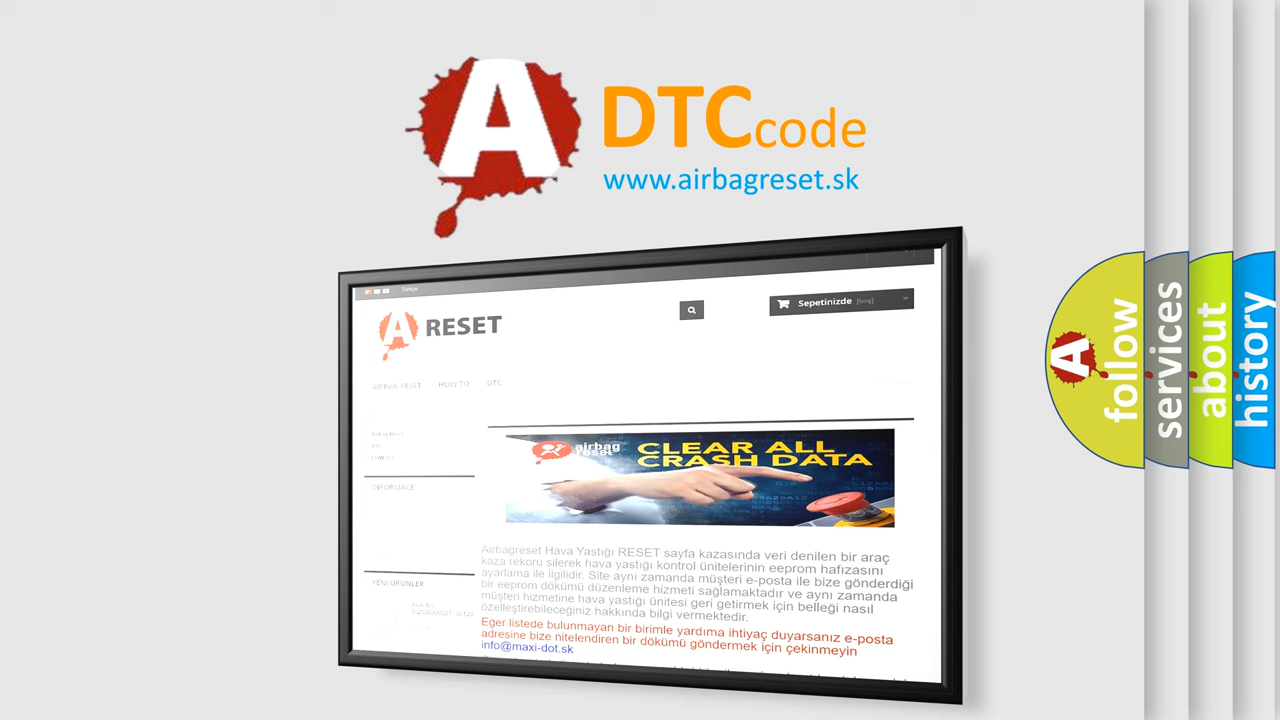 A
DTC code
www.airbagreset.sk
Türkçe
A RESET
Sepetinizde [boş]
AIRBAG RESET HOW TO DTC
INFORMACE
YENI ÜRÜNLER
airbag
reset
CLEAR ALL
CRASH DATA
Airbagreset Hava Yastığı RESET sayfa kazasında veri denilen bir araç
kaza rekoru silerek hava yastığı kontrol ünitelerinin eeprom hafızasını
ayarlama ile ilgilidir. Site aynı zamanda müşteri e-posta ile bize gönderdiği
bir eeprom dökümü düzenleme hizmeti sağlamaktadır ve aynı zamanda
müşteri hizmetine hava yastığı ünitesi geri getirmek için belleği nasıl
özelleştirebileceğiniz hakkında bilgi vermektedir.
Eger listede bulunmayan bir birimle yardıma ihtiyaç duyarsanız e-posta
adresine bize nitelendiren bir dökümü göndermek için çekinmeyin
info@maxi-dot.sk
A
follow
services
about
history